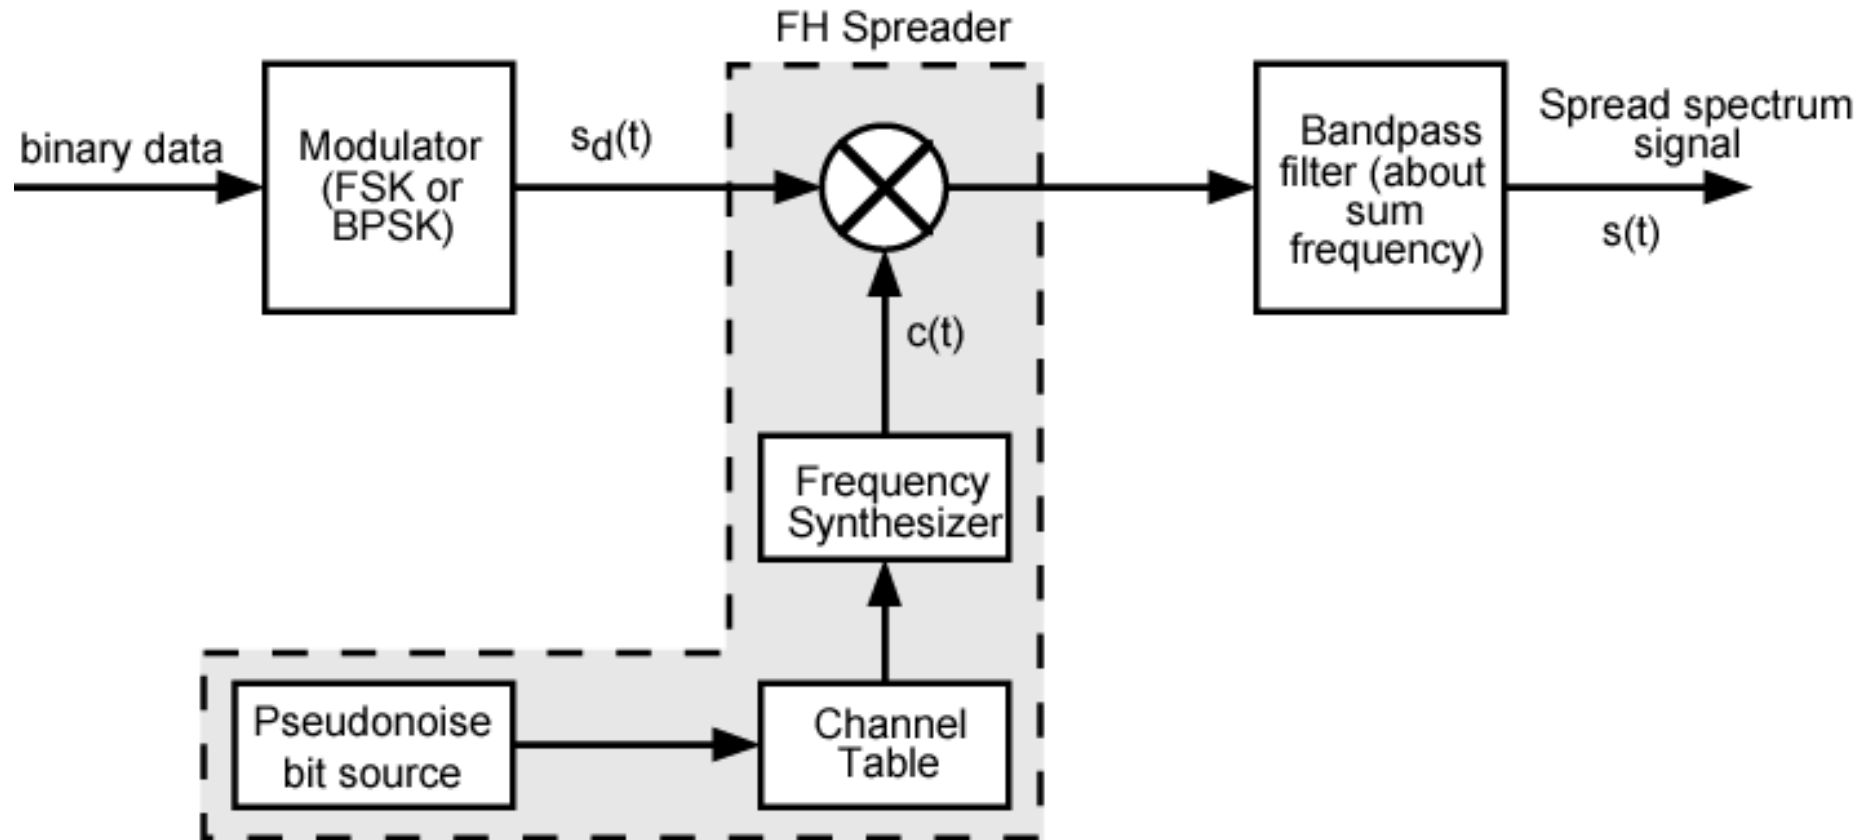 FH Spreader
binary data
Modulator
(FSK or
BPSK)
s_d(t)
Bandpass
filter (about
sum
frequency)
Spread spectrum
signal
s(t)
c(t)
Frequency
Synthesizer
Pseudonoise
bit source
Channel
Table